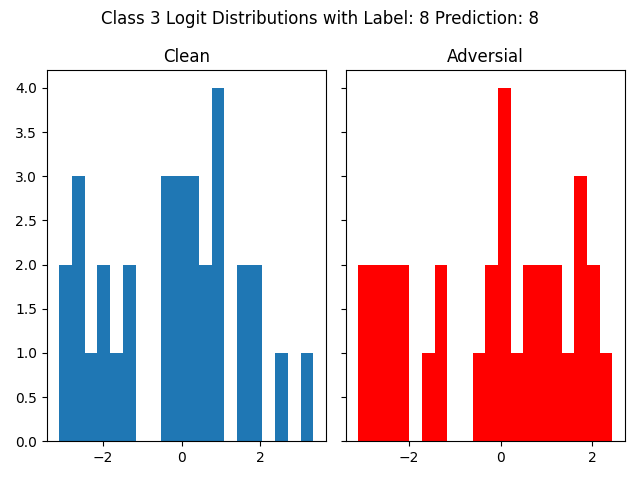 Class 3 Logit Distributions with Label: 8 Prediction: 8
Clean
Adversial
4.0
3.5
3.0
2.5
2.0
1.5
1.0
0.5
0.0
−2 0 2
−2 0 2